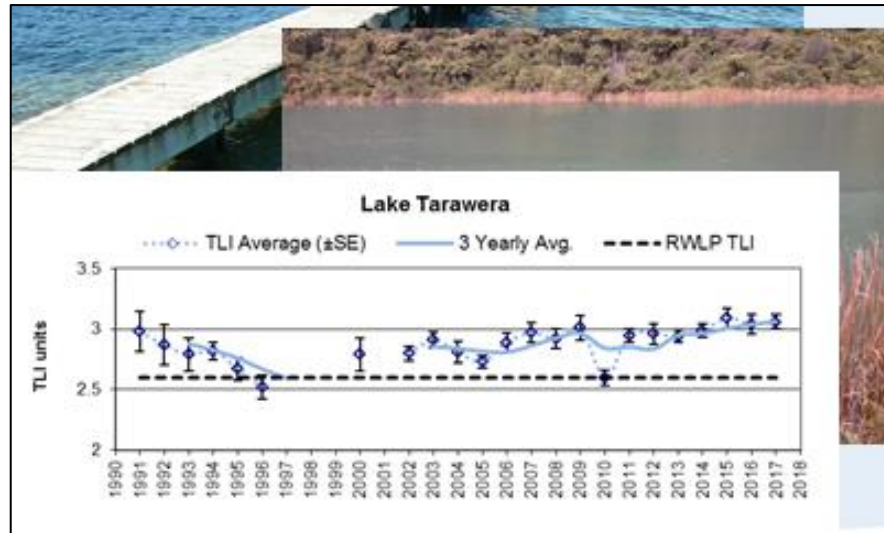 Lake Tarawera
TLI Average (±SE) 3 Yearly Avg. RWLP TLI
3.5
3
2.5
2
TLI units
1990 1991 1992 1993 1994 1995 1996 1997 1998 1999 2000 2001 2002 2003 2004 2005 2006 2007 2008 2009 2010 2011 2012 2013 2014 2015 2016 2017 2018